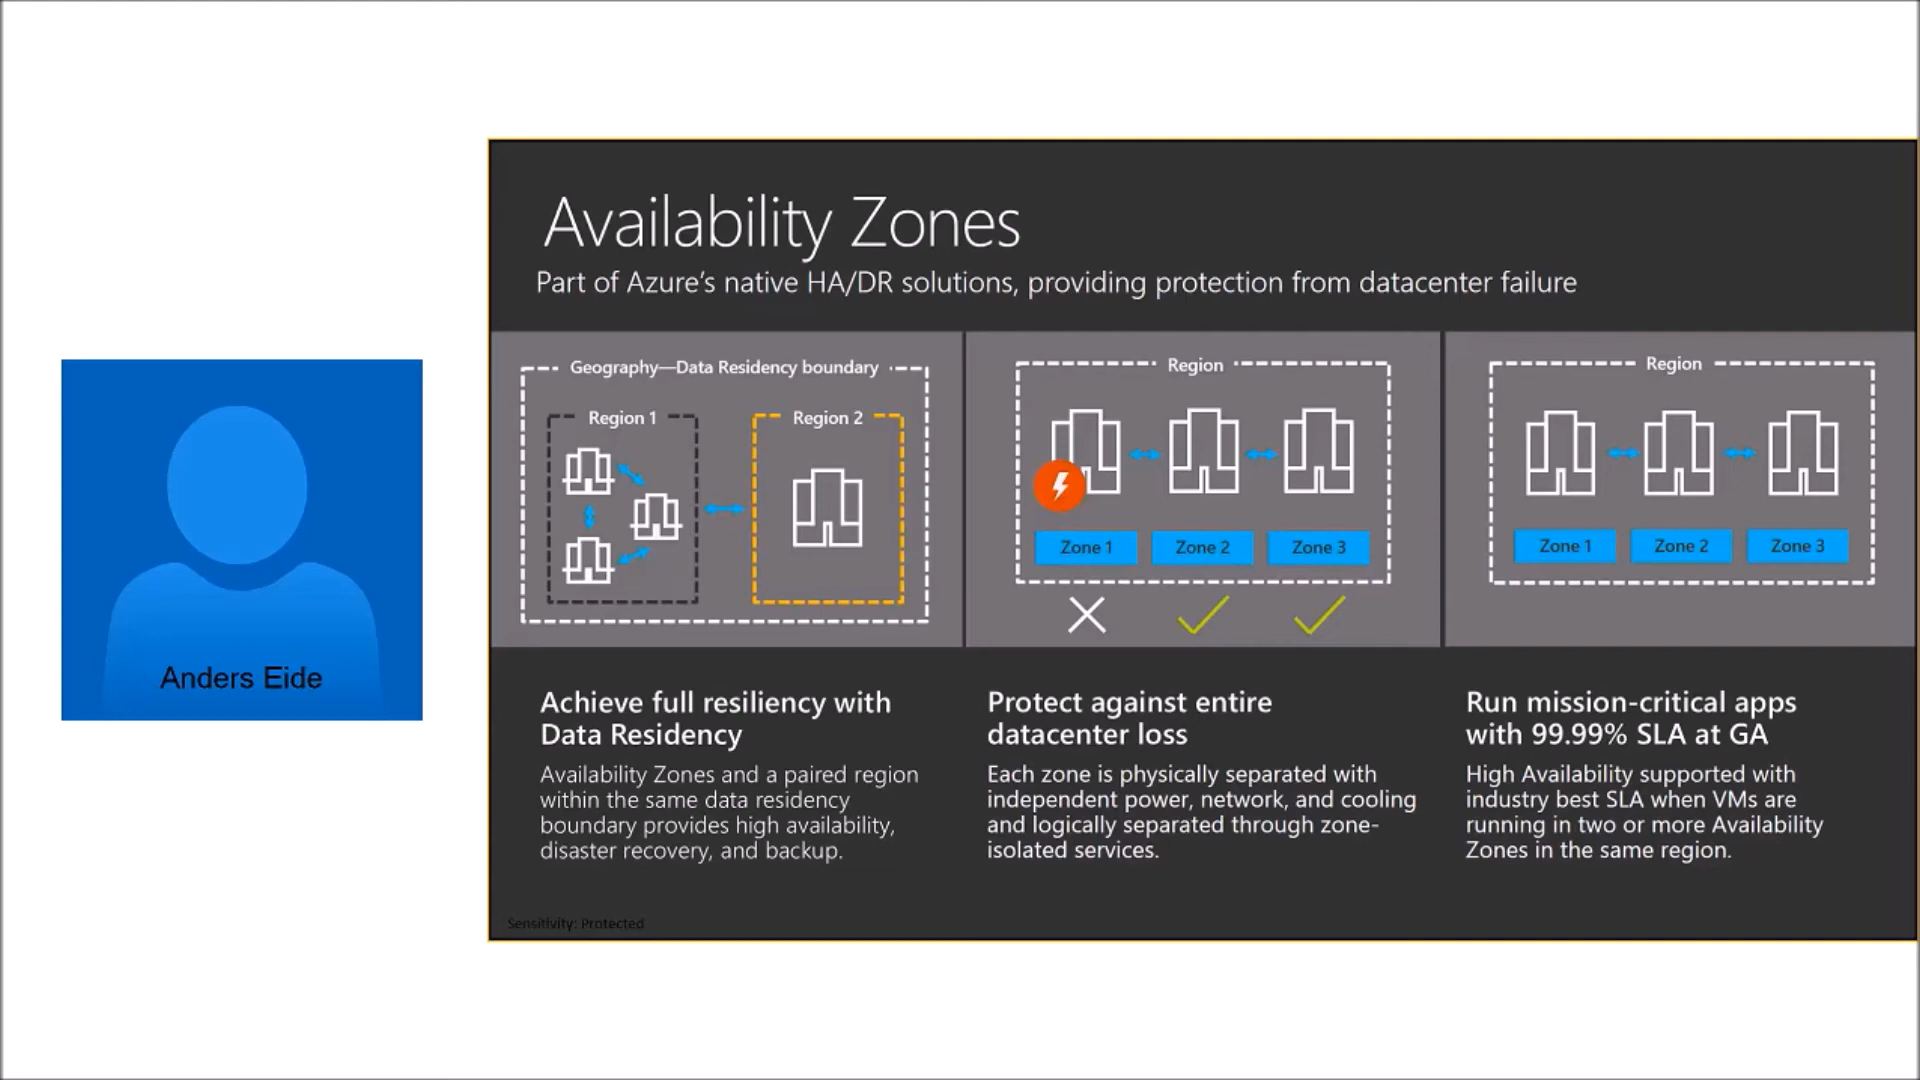 Availability Zones
Part of Azure's native HA/DR solutions, providing protection from datacenter failure
Geography—Data Residency boundary
Region 1
Region 2
Region
Zone 1
Zone 2
Zone 3
Region
Zone 1
Zone 2
Zone 3
Anders Eide
Achieve full resiliency with
Data Residency
Availability Zones and a paired region
within the same data residency
boundary provides high availability,
disaster recovery, and backup.
Protect against entire
datacenter loss
Each zone is physically separated with
independent power, network, and cooling
and logically separated through zone-
isolated services.
Run mission-critical apps
with 99.99% SLA at GA
High Availability supported with
industry best SLA when VMs are
running in two or more Availability
Zones in the same region.
Sensitivity: Protected